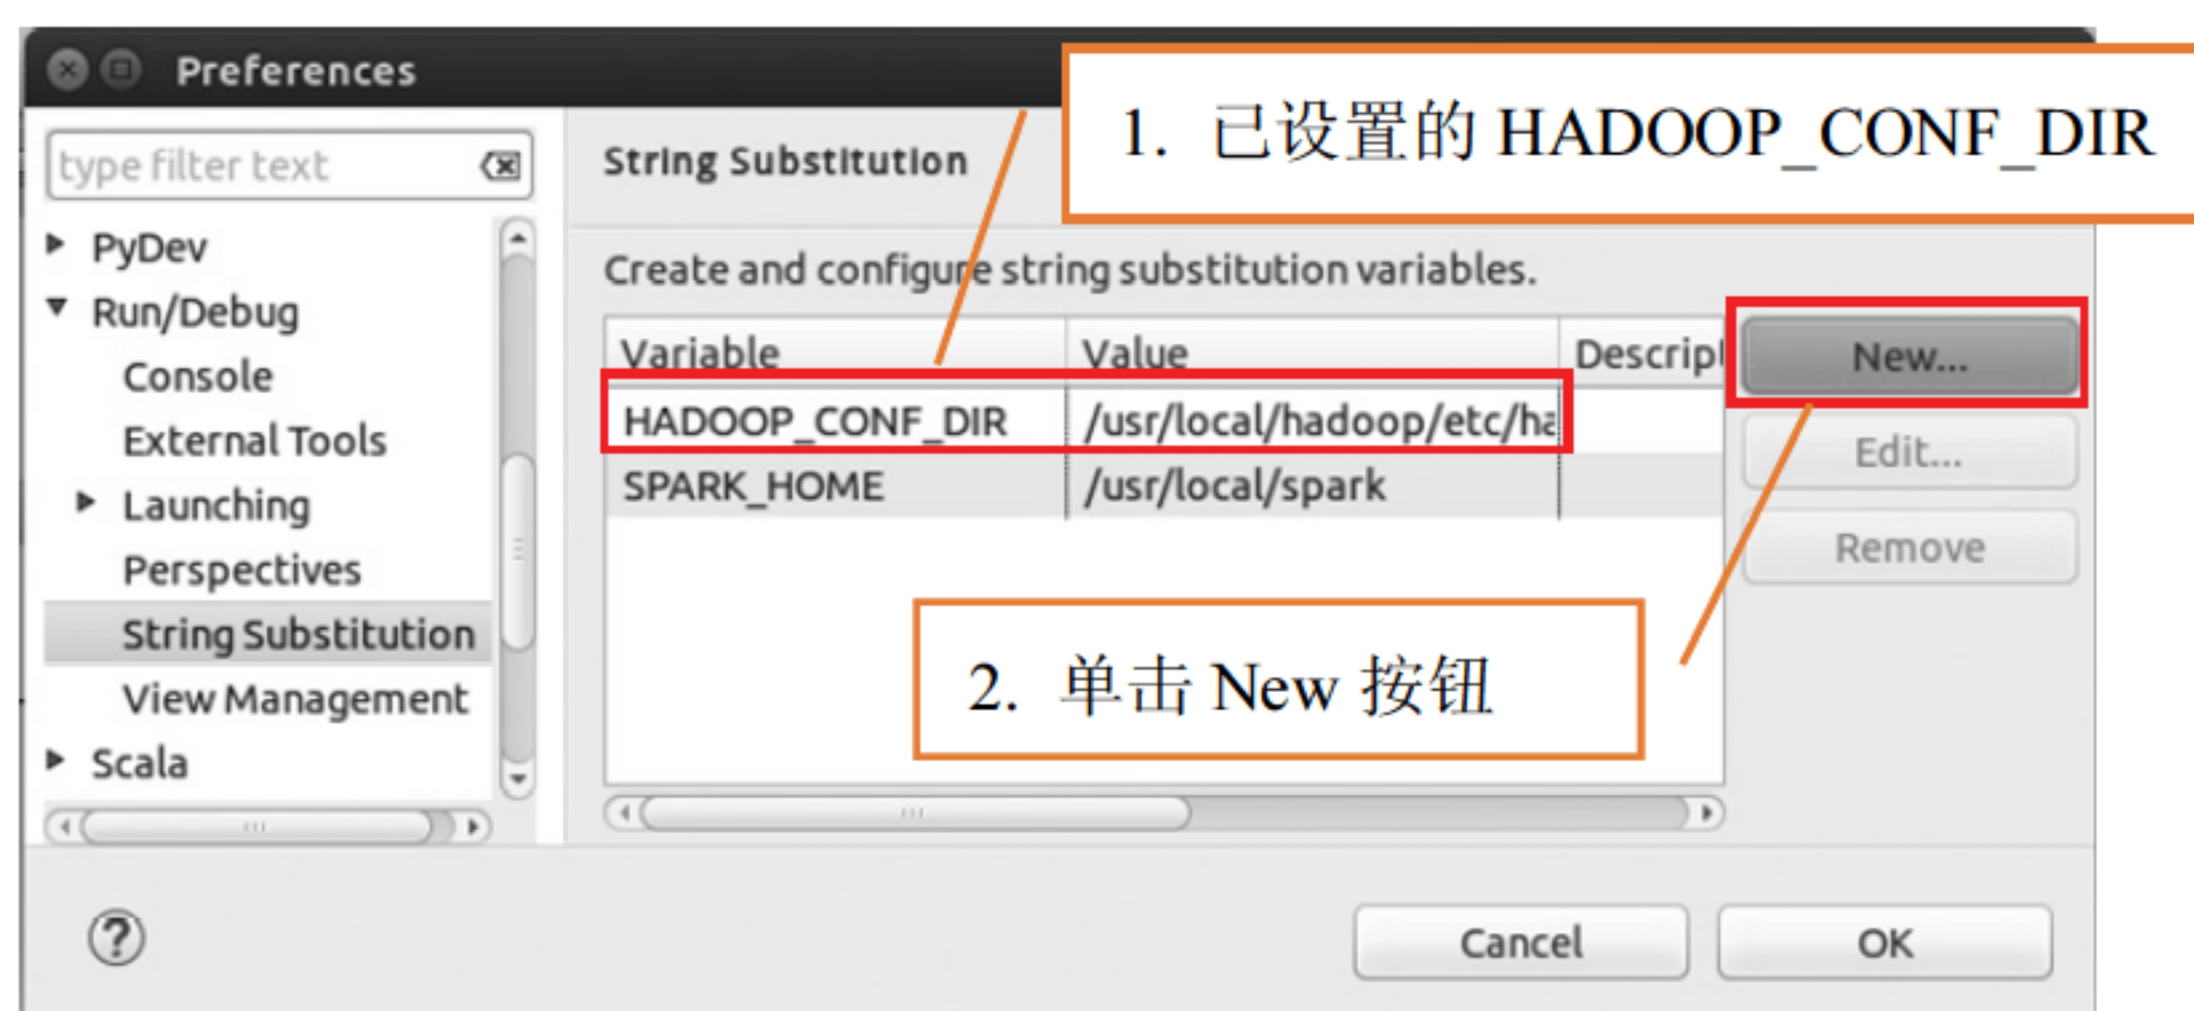 Preferences
1. 已设置的 HADOOP_CONF_DIR
type filter text
PyDev
Run/Debug
Console
External Tools
Launching
Perspectives
String Substitution
View Management
Scala
String Substitution
Create and configure string substitution variables.
Variable Value Descript
HADOOP_CONF_DIR /usr/local/hadoop/etc/ha
SPARK_HOME /usr/local/spark
New...
Edit...
Remove
2. 单击 New 按钮
?
Cancel OK